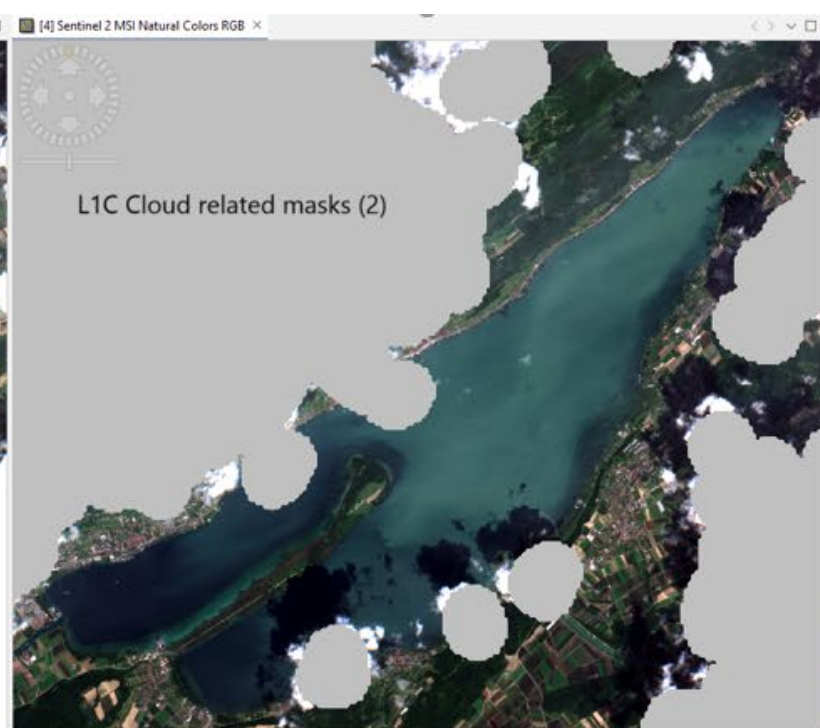 [4] Sentinel 2 MSI Natural Colors RGB
L1C Cloud related masks (2)